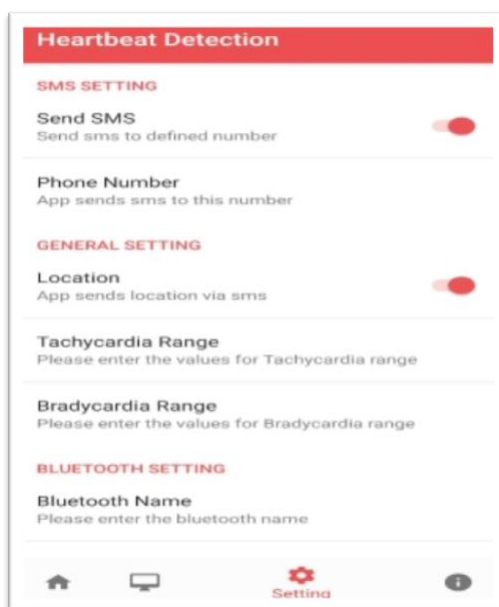 Heartbeat Detection
SMS SETTING
Send SMS
Send sms to defined number
Phone Number
App sends sms to this number
GENERAL SETTING
Location
App sends location via sms
Tachycardia Range
Please enter the values for Tachycardia range
Bradycardia Range
Please enter the values for Bradycardia range
BLUETOOTH SETTING
Bluetooth Name
Please enter the bluetooth name
Setting